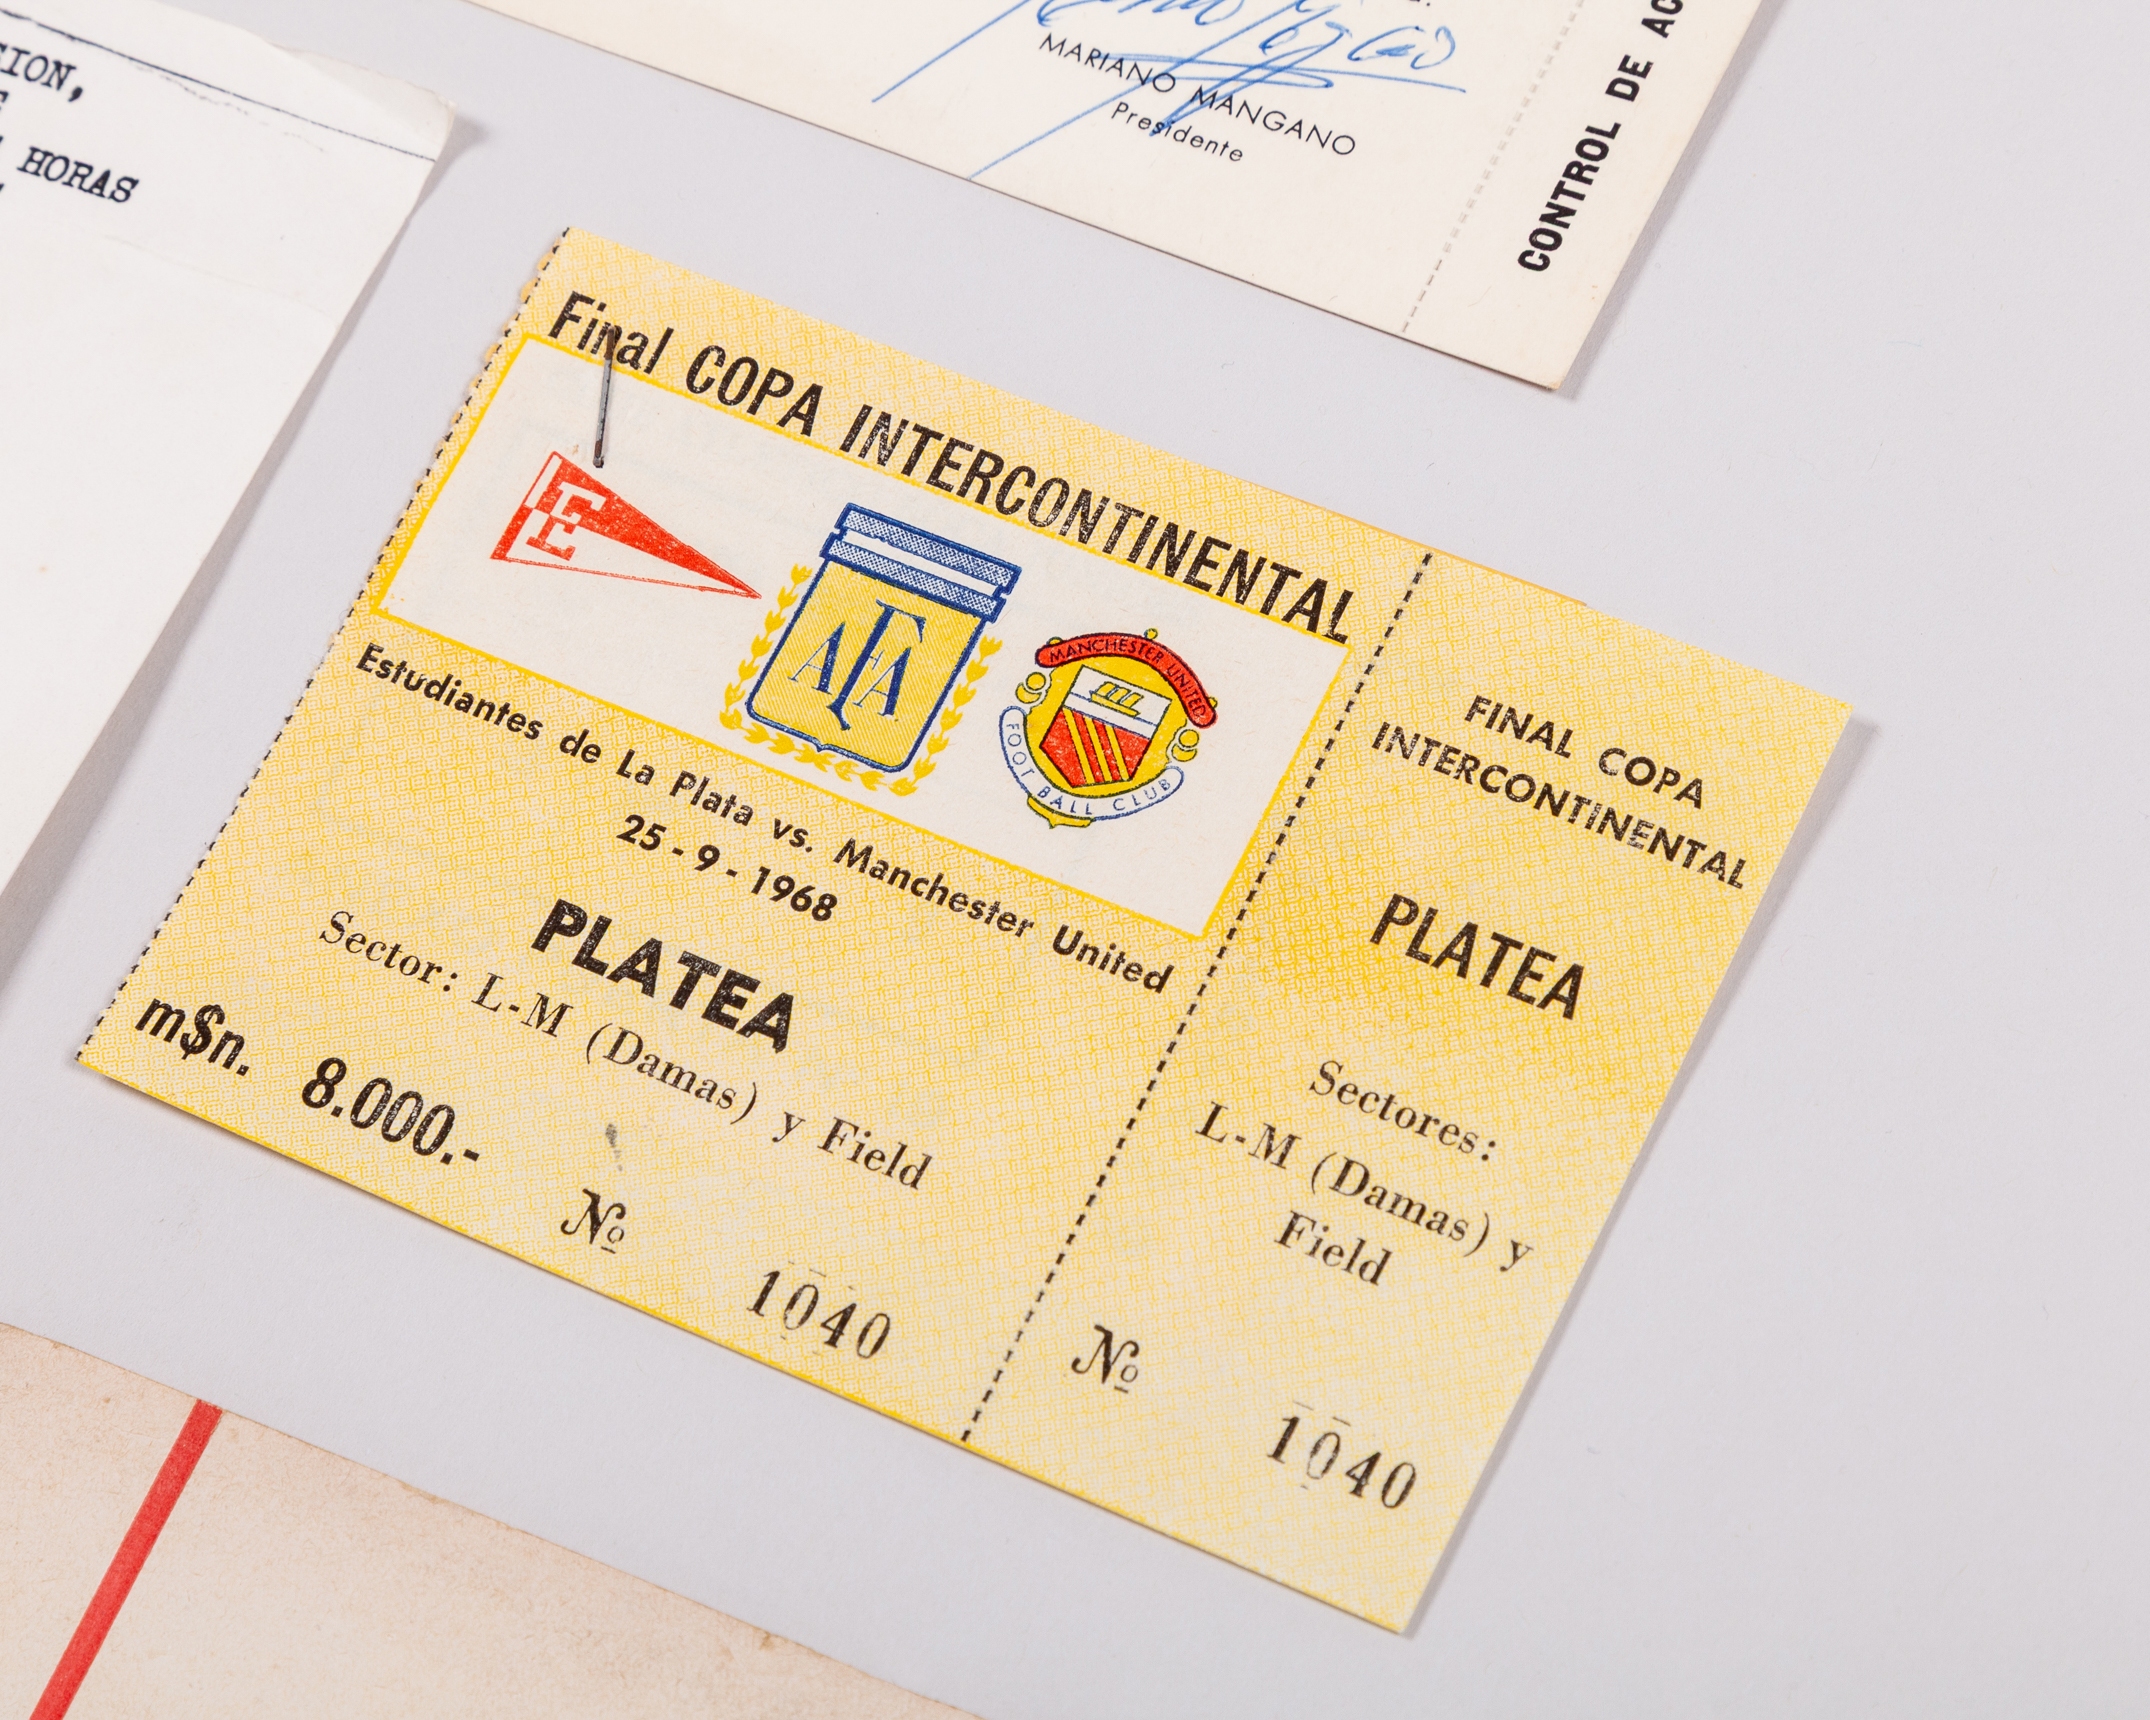 SION,
HORAS
MARIANO MANGANO
Presidente
CONTROL DE AC
Final COPA INTERCONTINENTAL
E
L
AFA
MANCHESTER UNITED
FOOT BALL CLUB
Estudiantes de La Plata vs. Manchester United
25-9-1968
PLATEA
Sector: L-M (Damas) y Field
m$n. 8.000.-
№ 1040
FINAL COPA
INTERCONTINENTAL
PLATEA
Sectores:
L-M (Damas) y
Field
№ 1040